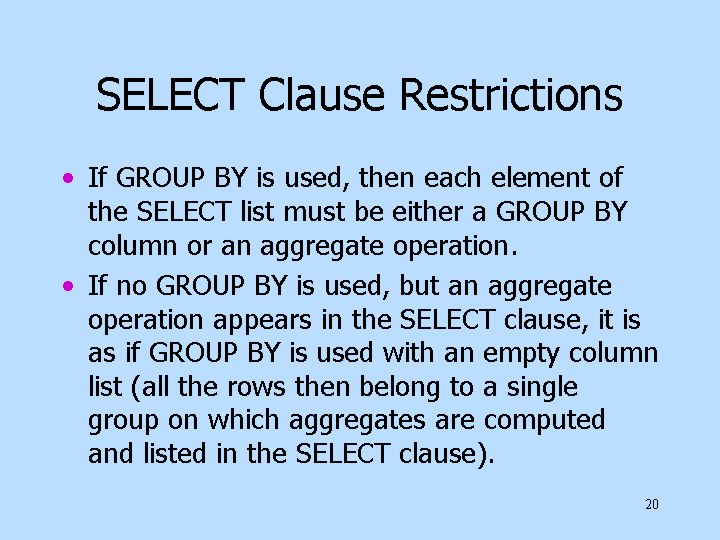 SELECT Clause Restrictions
• If GROUP BY is used, then each element of
the SELECT list must be either a GROUP BY
column or an aggregate operation.
• If no GROUP BY is used, but an aggregate
operation appears in the SELECT clause, it is
as if GROUP BY is used with an empty column
list (all the rows then belong to a single
group on which aggregates are computed
and listed in the SELECT clause).
20